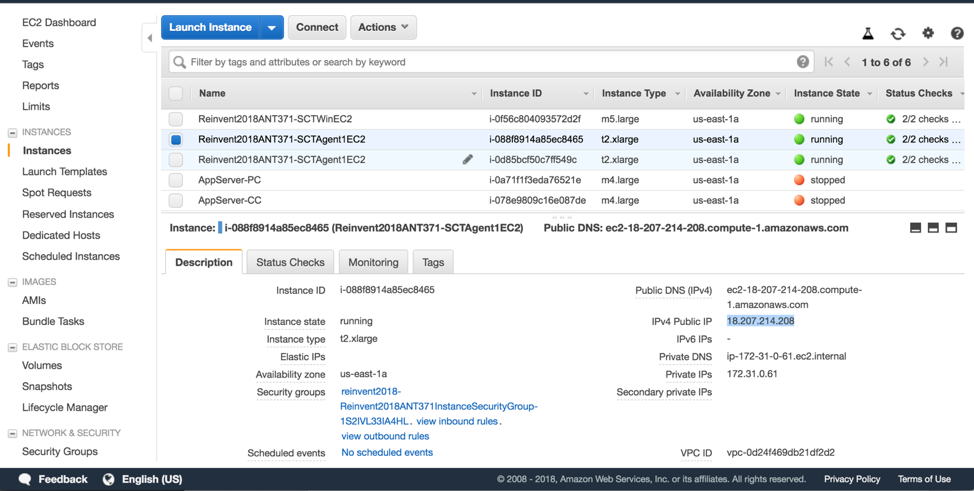 EC2 Dashboard
Events
Tags
Reports
Limits
INSTANCES
Instances
Launch Templates
Spot Requests
Reserved Instances
Dedicated Hosts
Scheduled Instances
IMAGES
AMIs
Bundle Tasks
ELASTIC BLOCK STORE
Volumes
Snapshots
Lifecycle Manager
NETWORK & SECURITY
Security Groups
Launch Instance Connect Actions
Filter by tags and attributes or search by keyword
1 to 6 of 6
Name Instance ID Instance Type Availability Zone Instance State Status Checks
Reinvent2018ANT371-SCTWinEC2 i-0f56c804093572d2f m5.large us-east-1a running 2/2 checks ...
Reinvent2018ANT371-SCTAgent1EC2 i-088f8914a85ec8465 t2.xlarge us-east-1a running 2/2 checks ...
Reinvent2018ANT371-SCTAgent1EC2 i-0d85bcf50c7ff549c t2.xlarge us-east-1a running 2/2 checks ...
AppServer-PC i-0a71f1f3eda76521e m4.large us-east-1a stopped
AppServer-CC i-078e9809c16e087de m4.large us-east-1a stopped
Instance: i-088f8914a85ec8465 (Reinvent2018ANT371-SCTAgent1EC2) Public DNS: ec2-18-207-214-208.compute-1.amazonaws.com
Description Status Checks Monitoring Tags
Instance ID i-088f8914a85ec8465
Instance state running
Instance type t2.xlarge
Elastic IPs
Availability zone us-east-1a
Security groups reinvent2018-
Reinvent2018ANT371InstanceSecurityGroup-
1S2IVL33IA4HL. view inbound rules.
view outbound rules
Scheduled events No scheduled events
Public DNS (IPv4) ec2-18-207-214-208.compute-
1.amazonaws.com
IPv4 Public IP 18.207.214.208
IPv6 IPs -
Private DNS ip-172-31-0-61.ec2.internal
Private IPs 172.31.0.61
Secondary private IPs
VPC ID vpc-0d24f469db21df2d2
Feedback English (US) © 2008 - 2018, Amazon Web Services, Inc. or its affiliates. All rights reserved. Privacy Policy Terms of Use